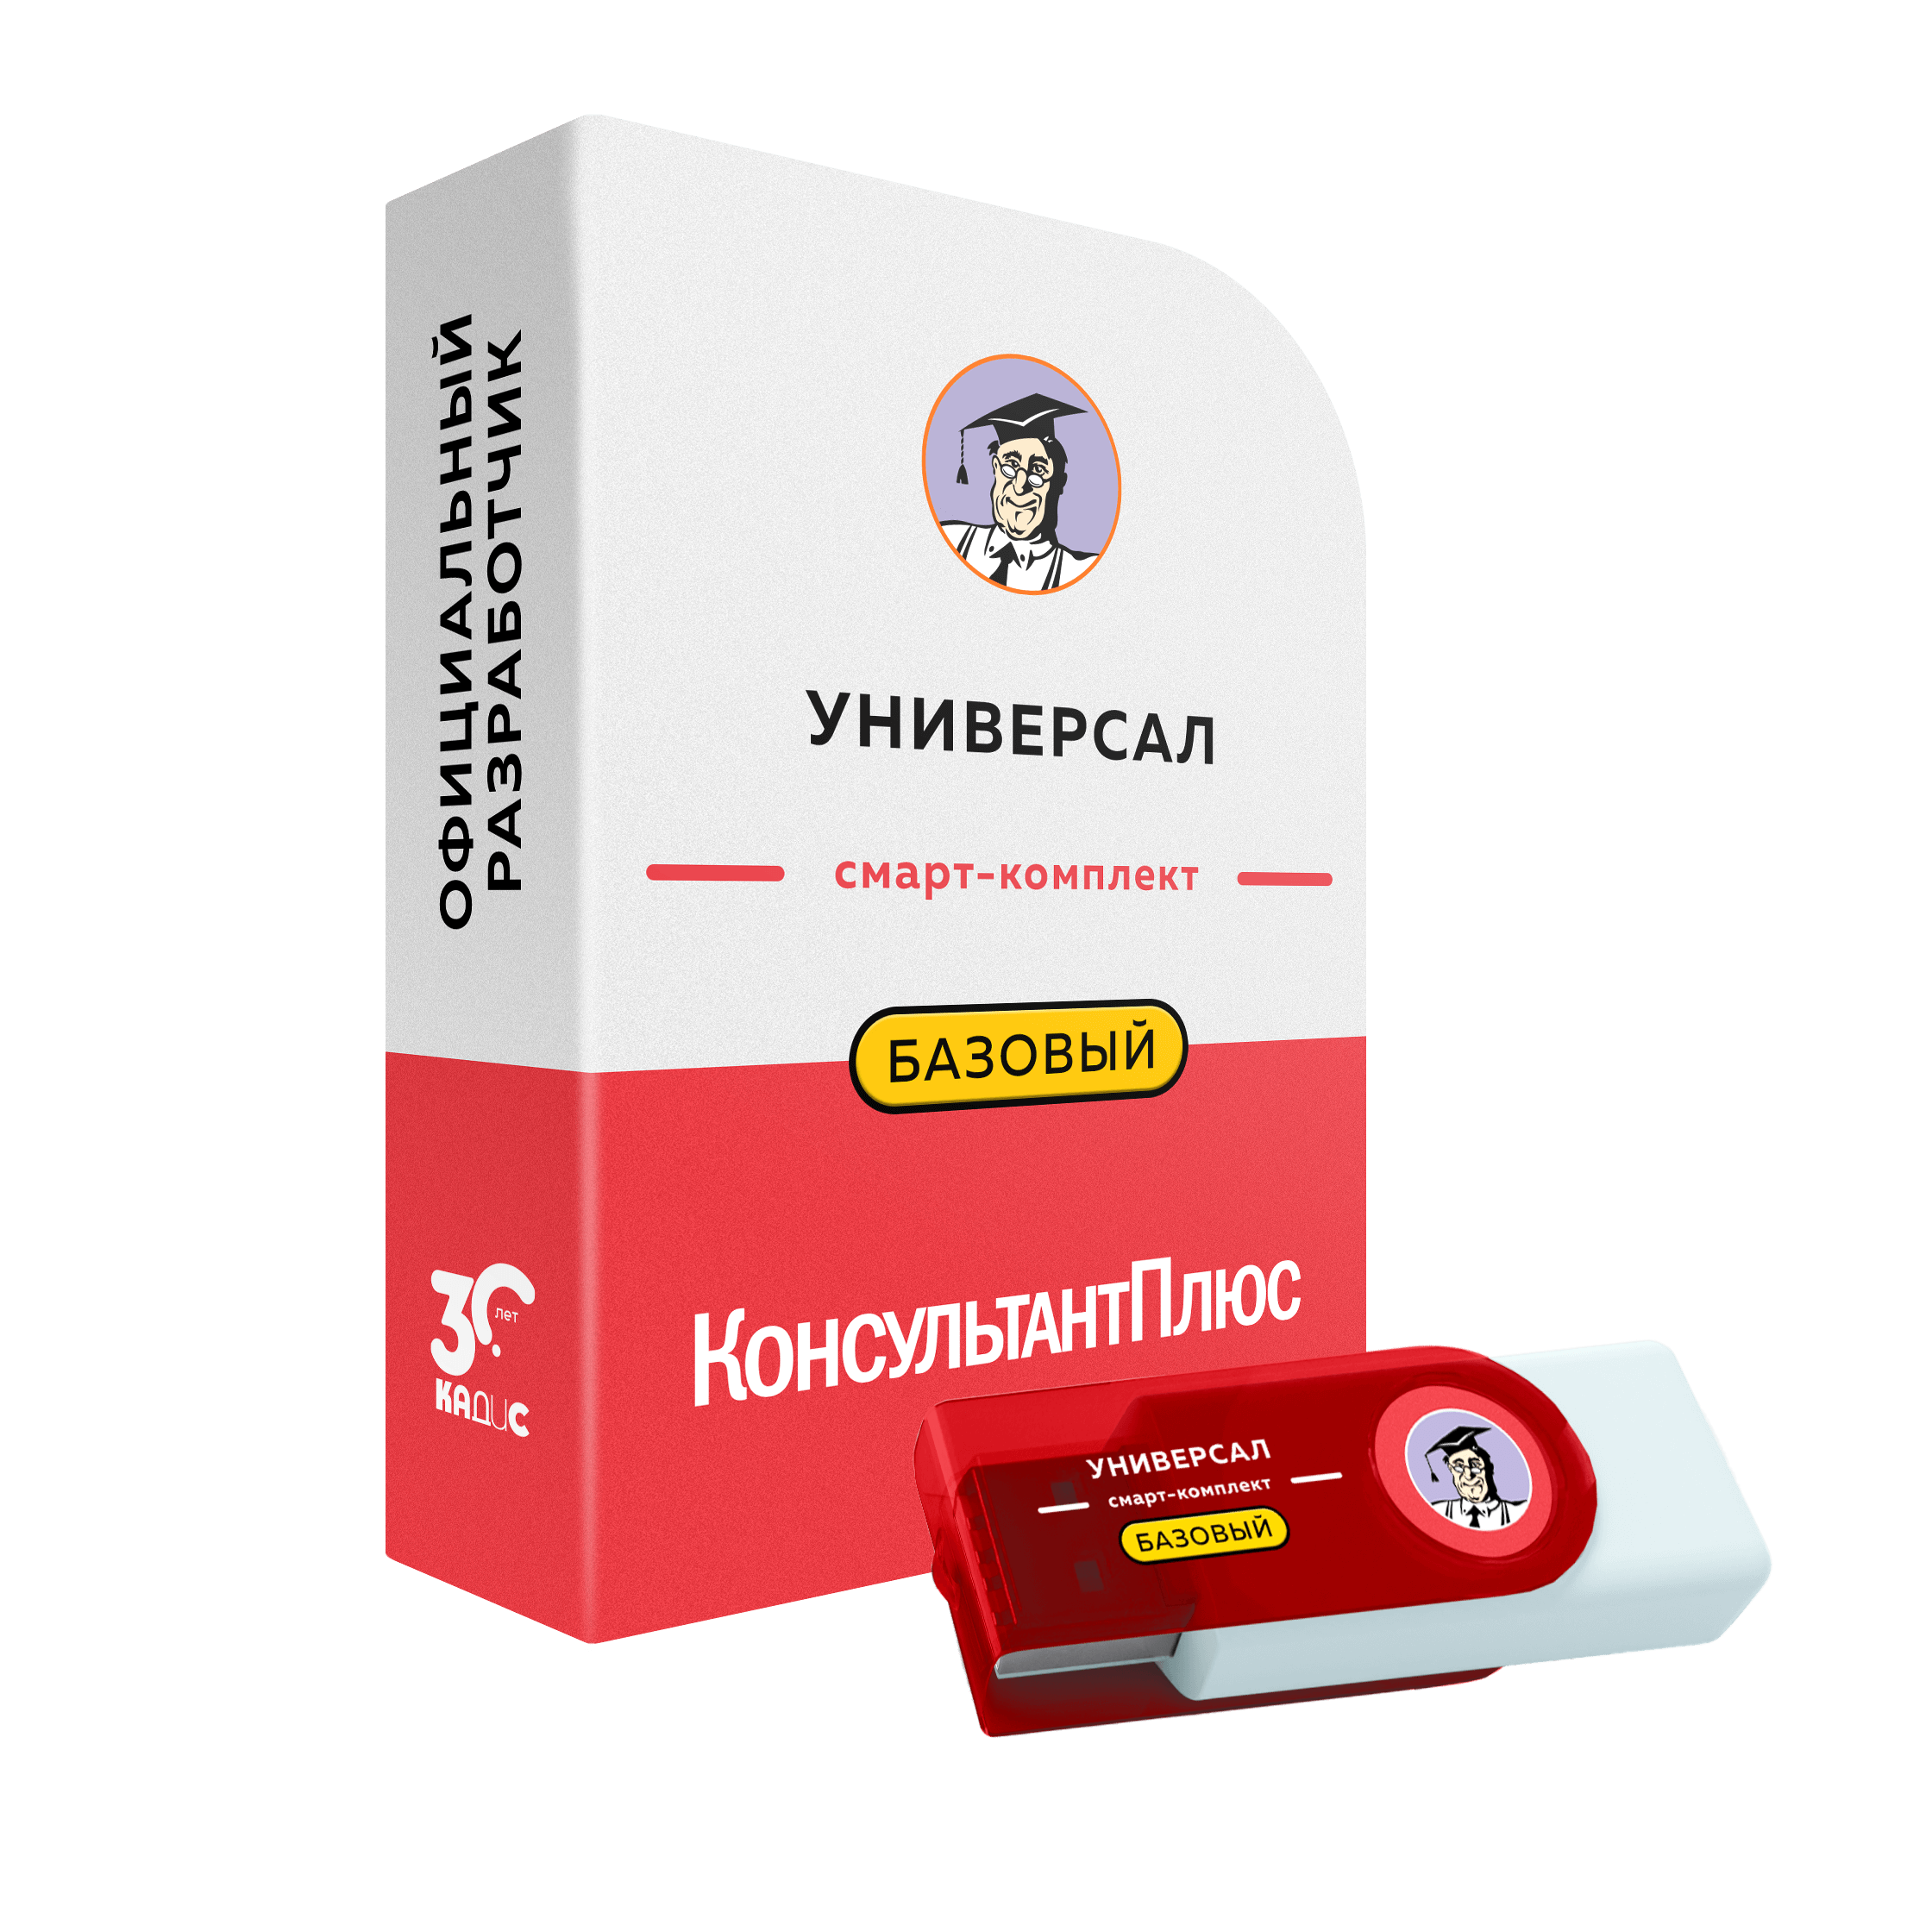 ОФИЦИАЛЬНЫЙ
РАЗРАБОТЧИК
30 лет
КАДИС
УНИВЕРСАЛ
смарт-комплект
БАЗОВЫЙ
КонсультантПлюс
УНИВЕРСАЛ
смарт-комплект
БАЗОВЫЙ